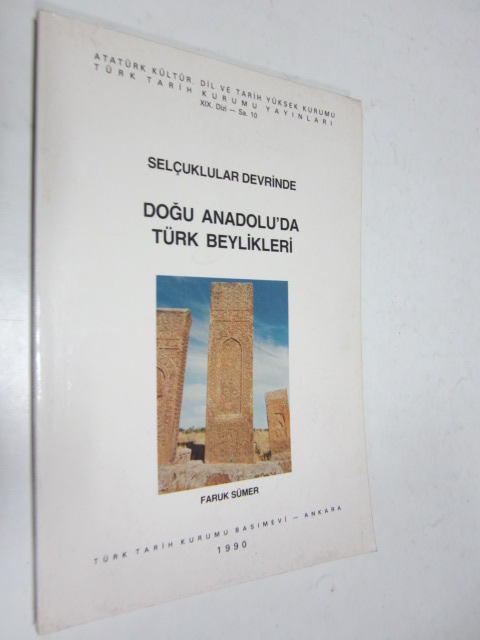 ATATÜRK KÜLTÜR, DİL VE TARİH YÜKSEK KURUMU
TÜRK TARİH KURUMU YAYINLARI
XIX. Dizi — Sa. 10
SELÇUKLULAR DEVRİNDE
DOĞU ANADOLU'DA
TÜRK BEYLİKLERİ
FARUK SÜMER
TÜRK TARİH KURUMU BASIMEVİ — ANKARA
1990